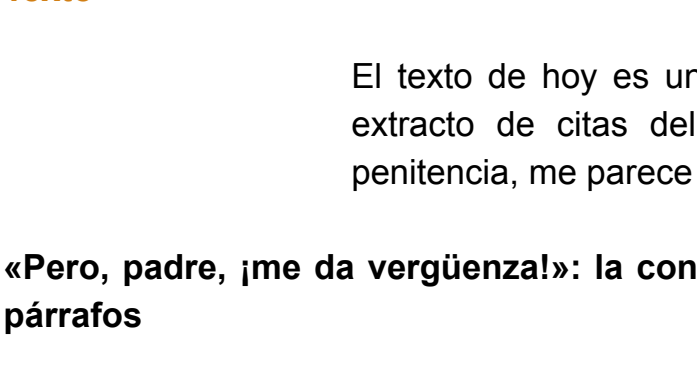 El texto de hoy es un
extracto de citas del
penitencia, me parece
«Pero, padre, ¡me da vergüenza!»: la con
párrafos